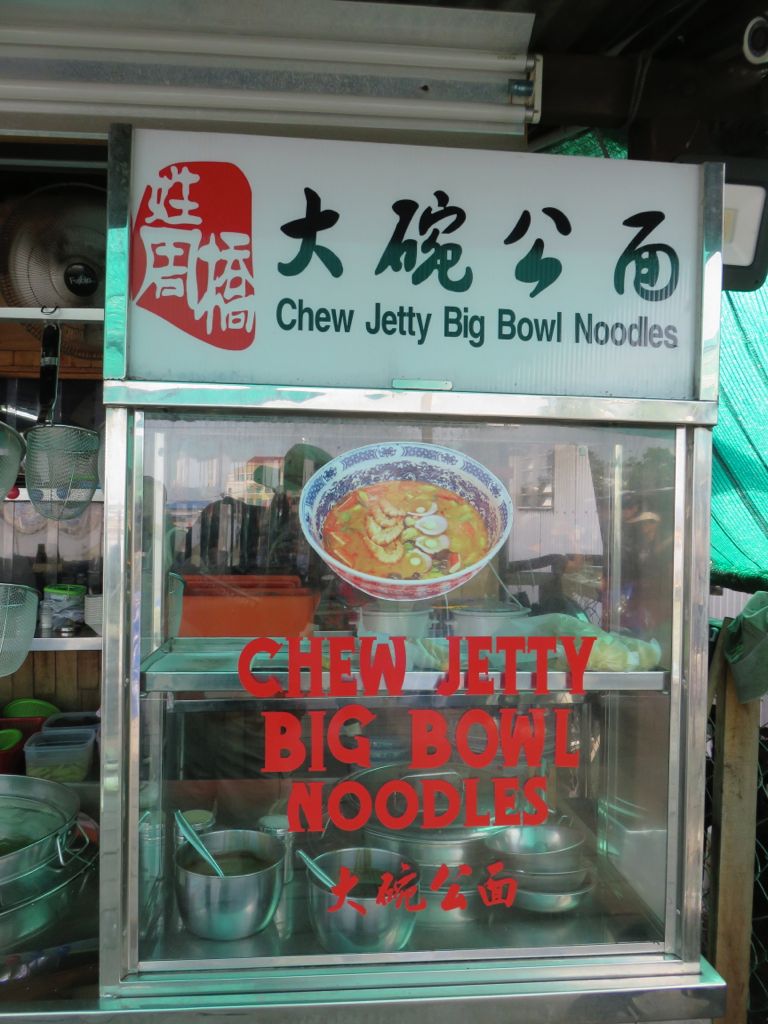 姓周橋
大碗公面
Chew Jetty Big Bowl Noodles
CHEW JETTY
BIG BOWL
NOODLES
大碗公面